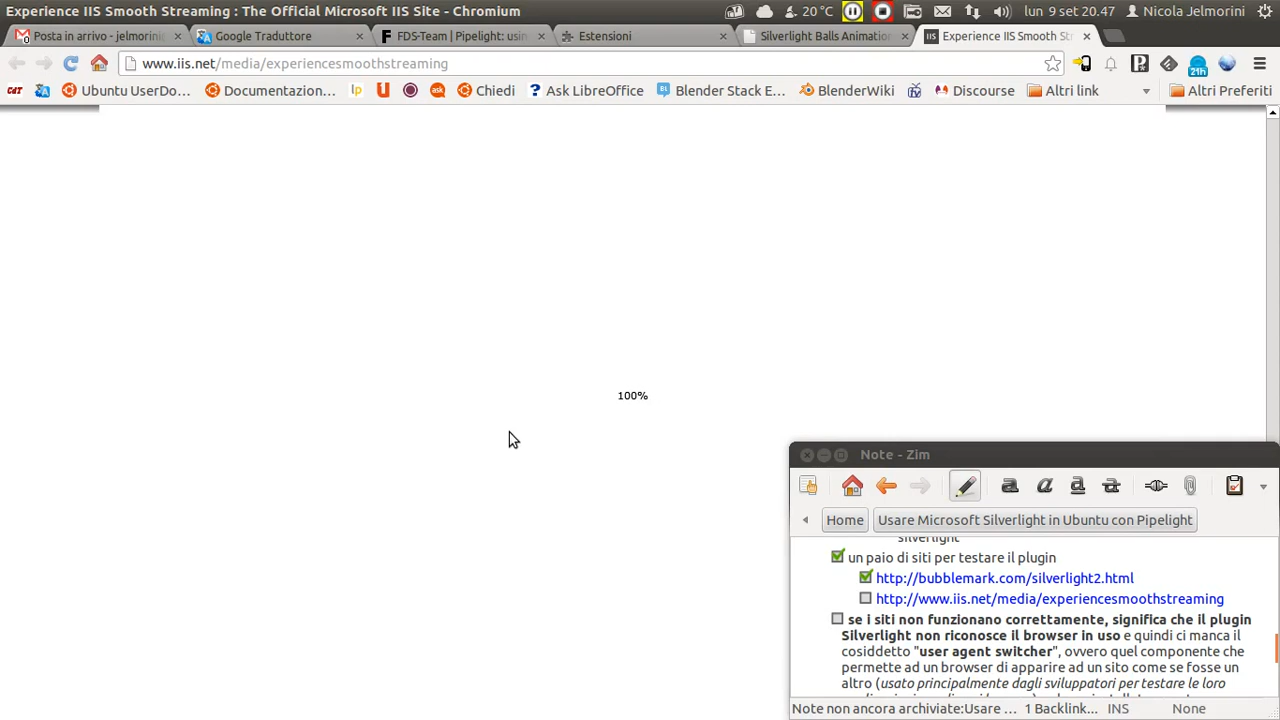 Experience IIS Smooth Streaming : The Official Microsoft IIS Site - Chromium
20 °C
lun 9 set 20.47
Nicola Jelmorini
Posta in arrivo - jelmorini
Google Traduttore
FDS-Team | Pipelight: usin
Estensioni
Silverlight Balls Animation
IIS
Experience IIS Smooth Str
www.iis.net/media/experiencesmoothstreaming
21h
CAT
Ubuntu UserDo...
Documentazion...
lp
U
ask
Chiedi
? Ask LibreOffice
Blender Stack E...
BlenderWiki
Discourse
Altri link
Altri Preferiti
100%
Note - Zim
Home
Usare Microsoft Silverlight in Ubuntu con Pipelight
silverlight
un paio di siti per testare il plugin
http://bubblemark.com/silverlight2.html
http://www.iis.net/media/experiencesmoothstreaming
se i siti non funzionano correttamente, significa che il plugin
Silverlight non riconosce il browser in uso e quindi ci manca il
cosiddetto "user agent switcher", ovvero quel componente che
permette ad un browser di apparire ad un sito come se fosse un
altro (usato principalmente dagli sviluppatori per testare le loro
Note non ancora archiviate:Usare ...
1 Backlink...
INS
None